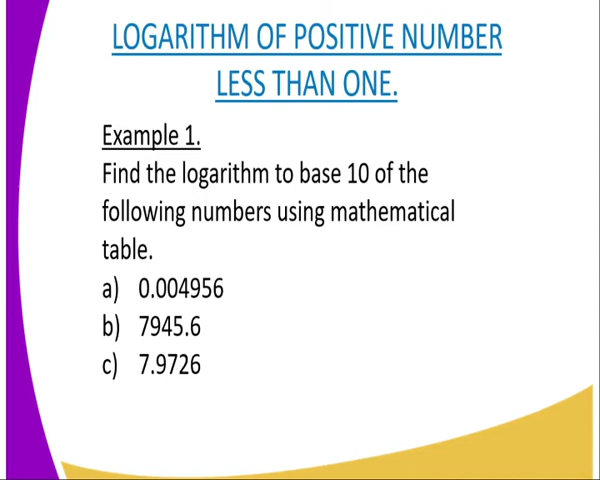 LOGARITHM OF POSITIVE NUMBER
LESS THAN ONE.
Example 1.
Find the logarithm to base 10 of the
following numbers using mathematical
table.
a) 0.004956
b) 7945.6
c) 7.9726